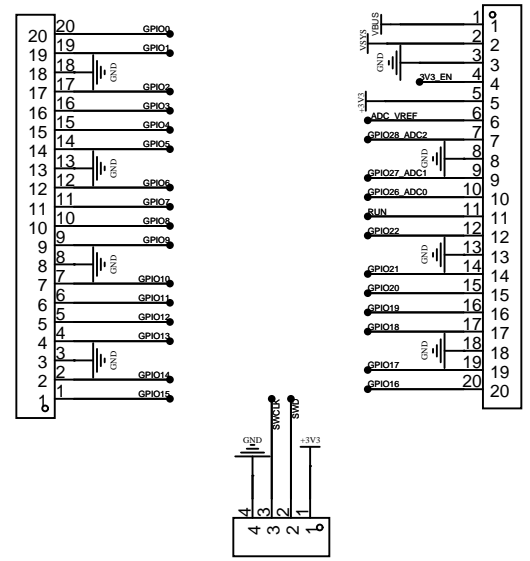 20 20 GPIO0
19 19 GPIO1
18 18 GND
17 17 GPIO2
16 16 GPIO3
15 15 GPIO4
14 14 GPIO5
13 13 GND
12 12 GPIO6
11 11 GPIO7
10 10 GPIO8
9 9 GPIO9
8 8 GND
7 7 GPIO10
6 6 GPIO11
5 5 GPIO12
4 4 GPIO13
3 3 GND
2 2 GPIO14
1 1 GPIO15
VBUS 1 1
VSYS 2 2
GND 3 3
3V3_EN 4 4
+3V3 5 5
ADC_VREF 6 6
GPIO28_ADC2 7 7
GND 8 8
GPIO27_ADC1 9 9
GPIO26_ADC0 10 10
RUN 11 11
GPIO22 12 12
GND 13 13
GPIO21 14 14
GPIO20 15 15
GPIO19 16 16
GPIO18 17 17
GND 18 18
GPIO17 19 19
GPIO16 20 20
GND SWCLK SWD +3V3
4 3 2 1
4 3 2 1